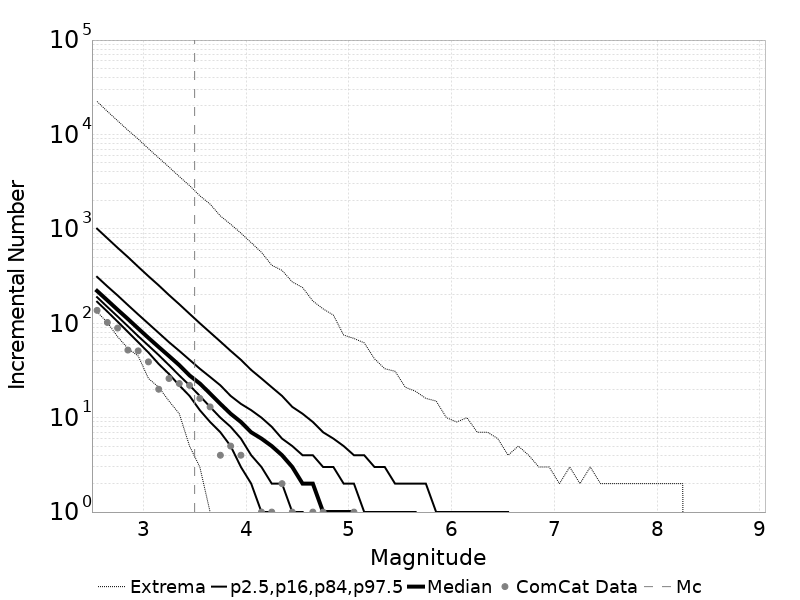 10^5
10^4
10^3
10^2
10^1
10^0
Incremental Number
3 4 5 6 7 8 9
Magnitude
Extrema p2.5,p16,p84,p97.5 Median ComCat Data Mc